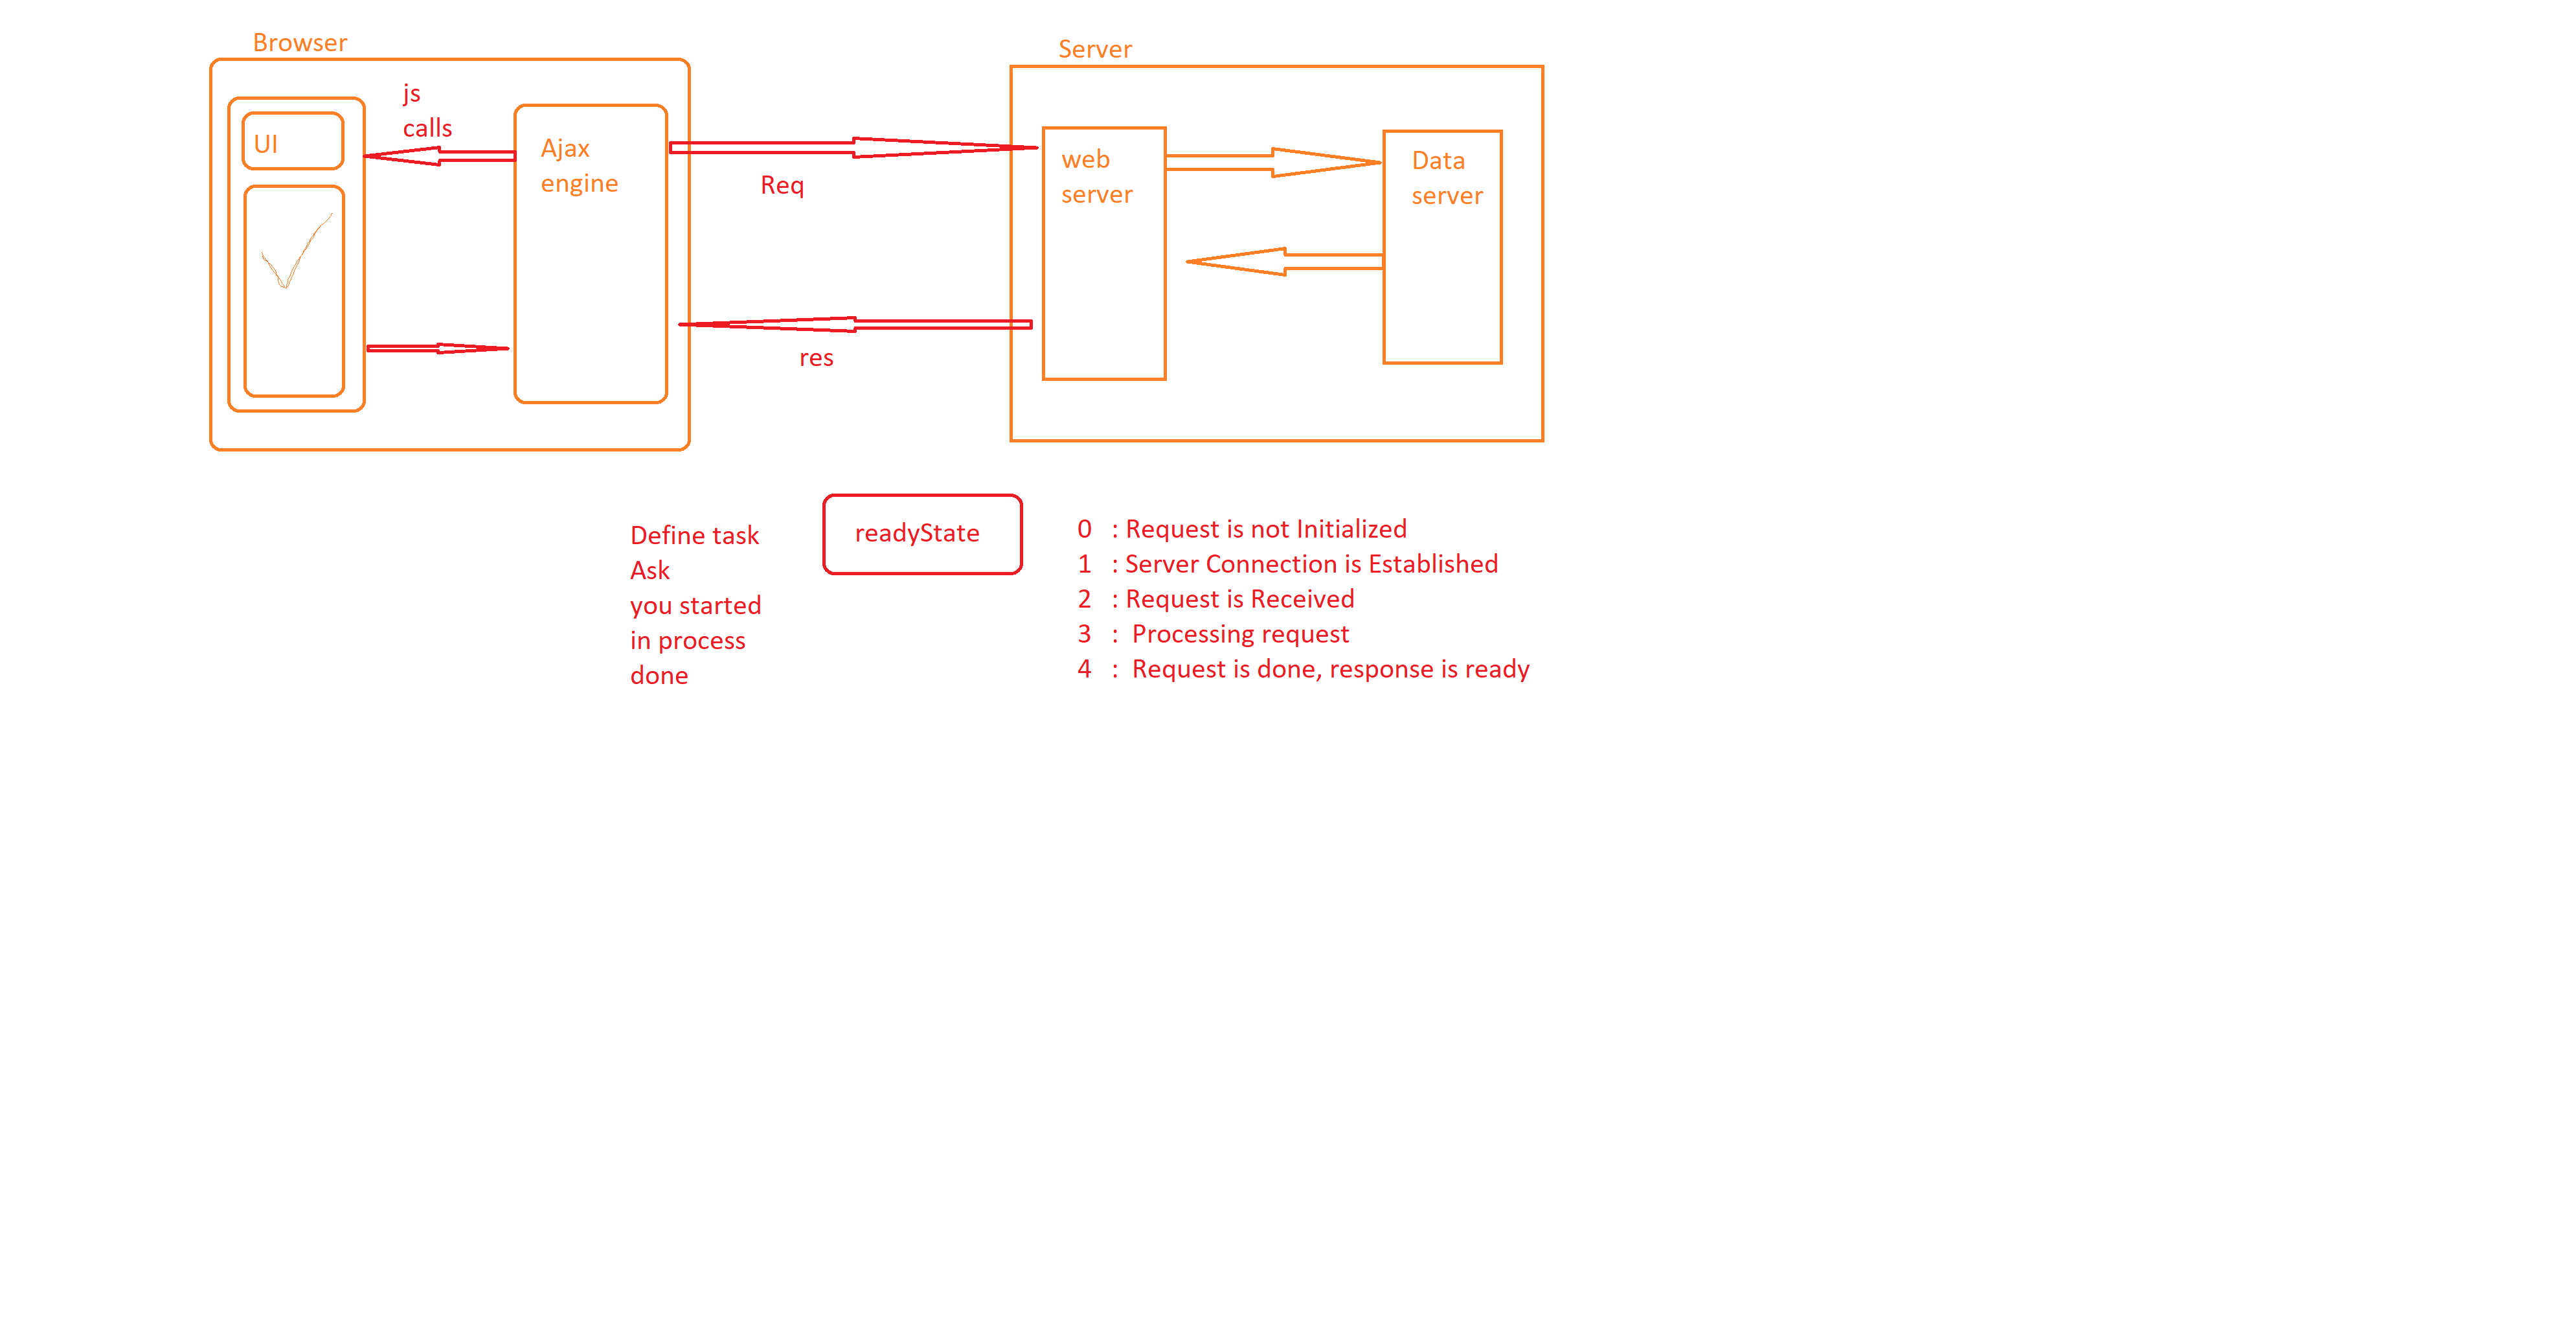 Browser
Server
js
calls
UI
Ajax
engine
Req
res
web
server
Data
server
Define task
Ask
you started
in process
done
readyState
0 : Request is not Initialized
1 : Server Connection is Established
2 : Request is Received
3 : Processing request
4 : Request is done, response is ready